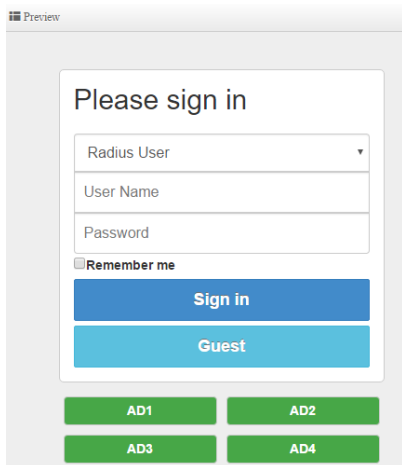 Preview
Please sign in
Radius User
User Name
Password
Remember me
Sign in
Guest
AD1 AD2
AD3 AD4